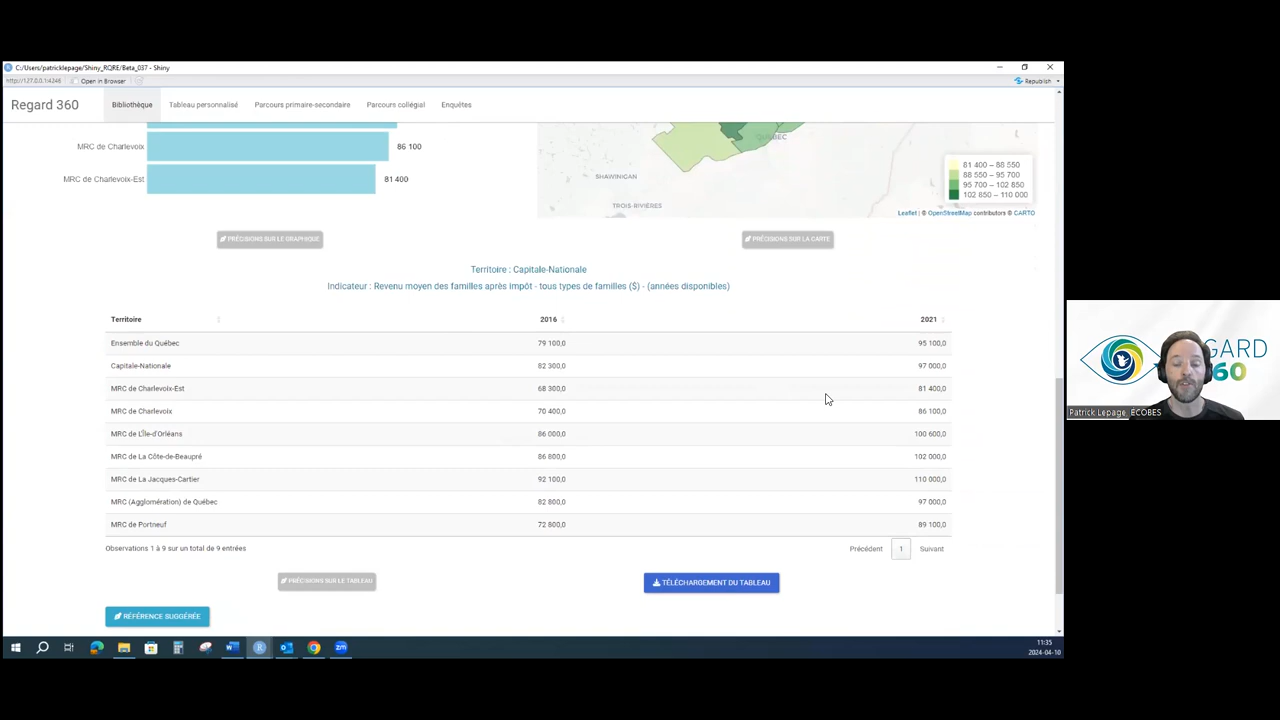 C:/Users/patricklepage/Shiny_RQRE/Beta_037 - Shiny
http://127.0.0.1:4246 Open in Browser Republish
Regard 360 Bibliothèque Tableau personnalisé Parcours primaire-secondaire Parcours collégial Enquêtes
MRC de Charlevoix 86 100
MRC de Charlevoix-Est 81 400
QUÉBEC
SHAWINIGAN
TROIS-RIVIÈRES
81 400 – 88 550
88 550 – 95 700
95 700 – 102 850
102 850 – 110 000
Leaflet | © OpenStreetMap contributors © CARTO
PRÉCISIONS SUR LE GRAPHIQUE PRÉCISIONS SUR LA CARTE
Territoire : Capitale-Nationale
Indicateur : Revenu moyen des familles après impôt - tous types de familles ($) - (années disponibles)
Territoire 2016 2021
Ensemble du Québec 79 100,0 95 100,0
Capitale-Nationale 82 300,0 97 000,0
MRC de Charlevoix-Est 68 300,0 81 400,0
MRC de Charlevoix 70 400,0 86 100,0
MRC de L'Île-d'Orléans 86 000,0 100 600,0
MRC de La Côte-de-Beaupré 86 800,0 102 000,0
MRC de La Jacques-Cartier 92 100,0 110 000,0
MRC (Agglomération) de Québec 82 800,0 97 000,0
MRC de Portneuf 72 800,0 89 100,0
Observations 1 à 9 sur un total de 9 entrées Précédent 1 Suivant
PRÉCISIONS SUR LE TABLEAU TÉLÉCHARGEMENT DU TABLEAU
RÉFÉRENCE SUGGÉRÉE
11:35
2024-04-10
GARD
60
Patrick Lepage, ECOBES